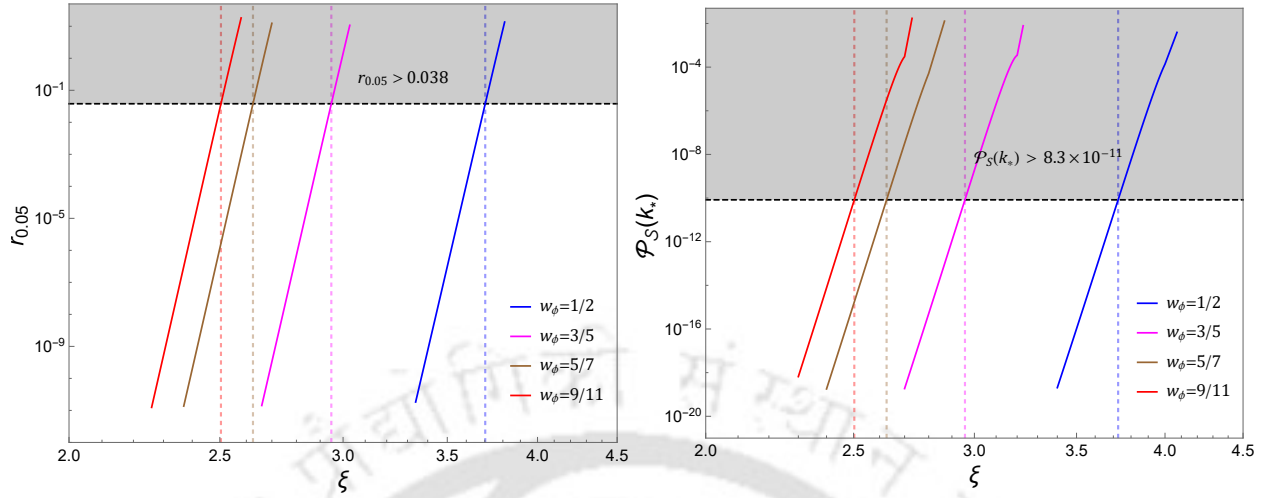 r₀.₀₅
10⁻¹
10⁻⁵
10⁻⁹
r₀.₀₅ > 0.038
w_ϕ=1/2
w_ϕ=3/5
w_ϕ=5/7
w_ϕ=9/11
2.0 2.5 3.0 3.5 4.0 4.5
ξ
𝒫_S(k_*)
10⁻⁴
10⁻⁸
10⁻¹²
10⁻¹⁶
10⁻²⁰
𝒫_S(k_*) > 8.3×10⁻¹¹
w_ϕ=1/2
w_ϕ=3/5
w_ϕ=5/7
w_ϕ=9/11
2.0 2.5 3.0 3.5 4.0 4.5
ξ